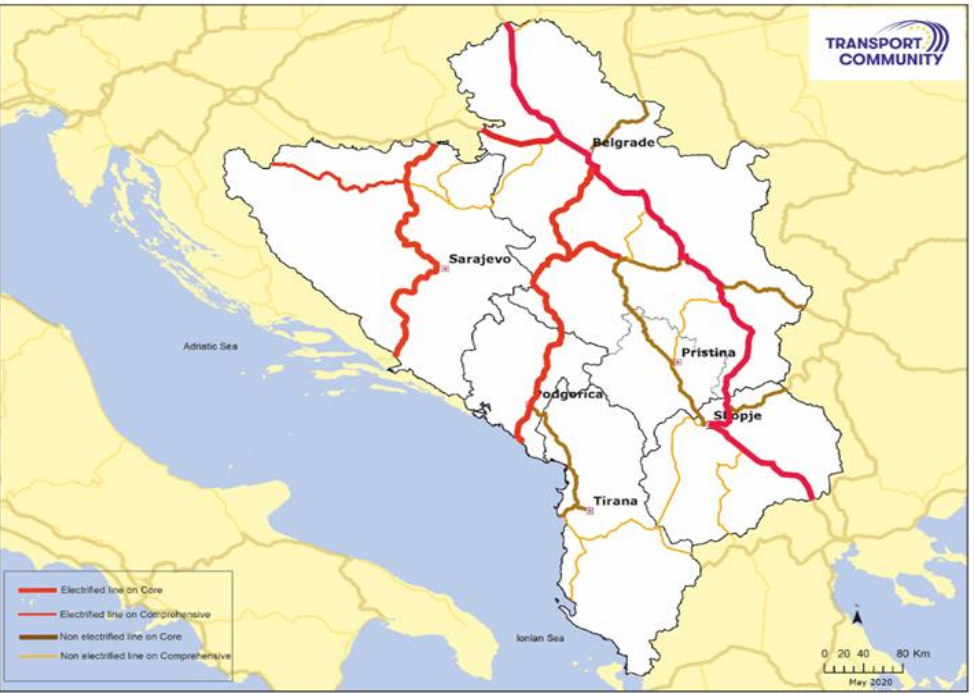 TRANSPORT
COMMUNITY
Belgrade
Sarajevo
Adriatic Sea
Pristina
Podgorica
Skopje
Tirana
Electrified line on Core
Electrified line on Comprehensive
Non electrified line on Core
Non electrified line on Comprehensive
Ionian Sea
0 20 40 80 Km
May 2020